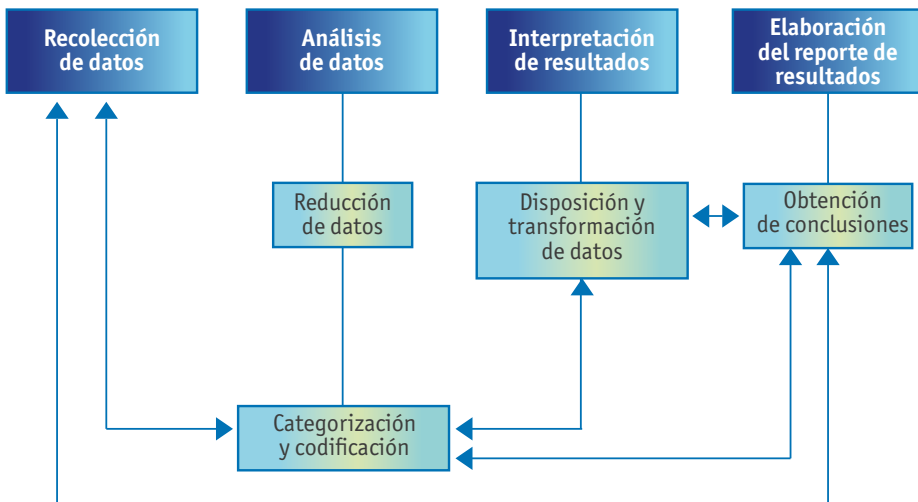 Recolección
de datos
Análisis
de datos
Interpretación
de resultados
Elaboración
del reporte de
resultados
Reducción
de datos
Disposición y
transformación
de datos
Obtención
de conclusiones
Categorización
y codificación